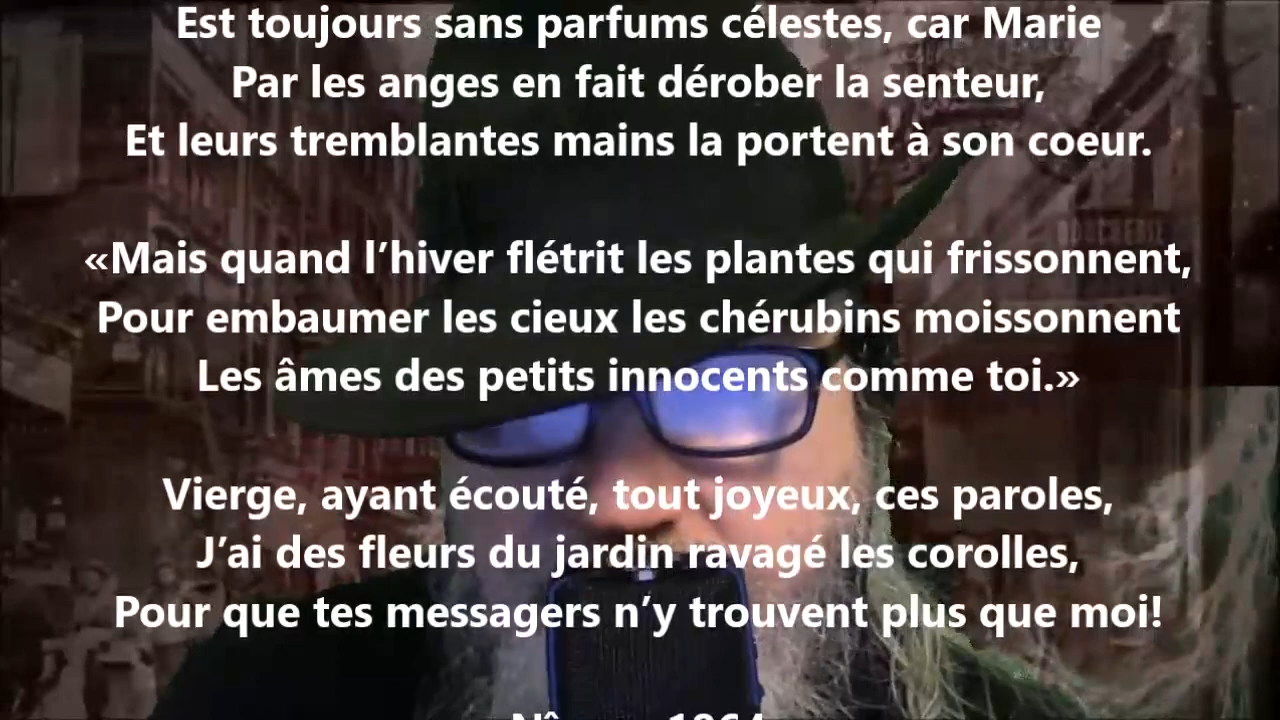 Est toujours sans parfums célestes, car Marie
Par les anges en fait dérober la senteur,
Et leurs tremblantes mains la portent à son coeur.
«Mais quand l’hiver flétrit les plantes qui frissonnent,
Pour embaumer les cieux les chérubins moissonnent
Les âmes des petits innocents comme toi.»
Vierge, ayant écouté, tout joyeux, ces paroles,
J’ai des fleurs du jardin ravagé les corolles,
Pour que tes messagers n’y trouvent plus que moi!